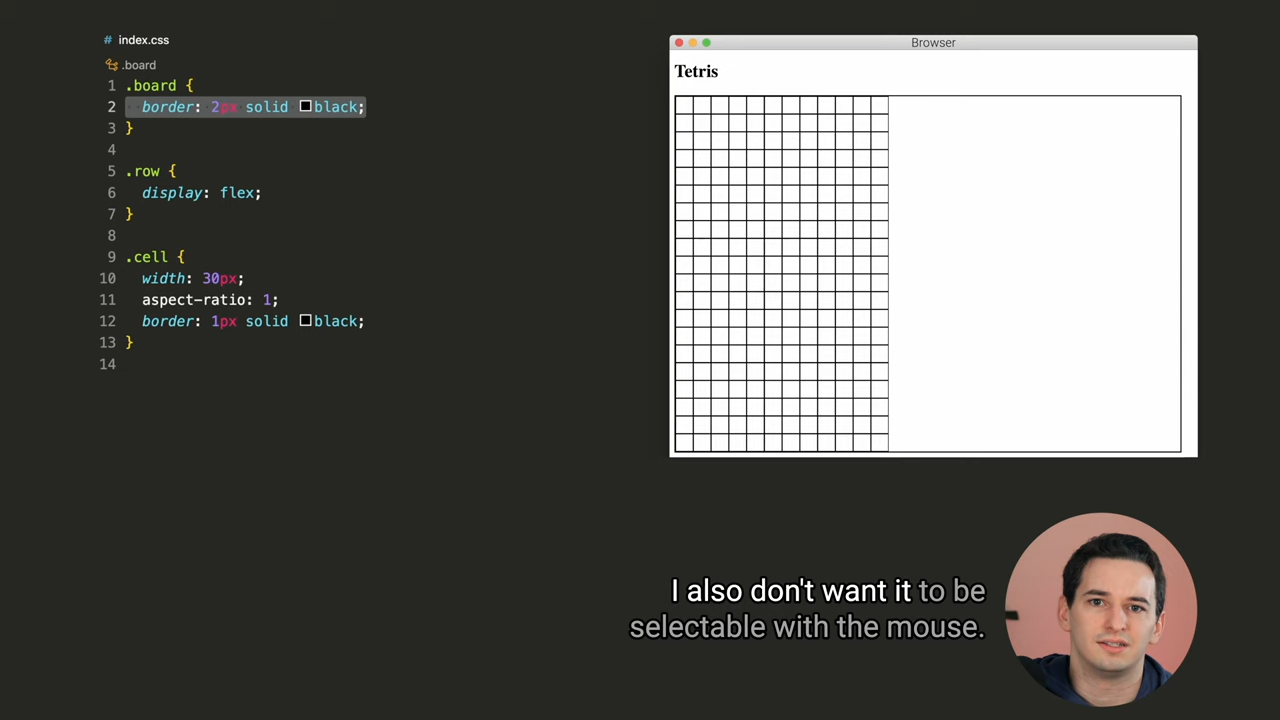 # index.css
.board
1 .board {
2 border: 2px solid black;
3 }
4
5 .row {
6 display: flex;
7 }
8
9 .cell {
10 width: 30px;
11 aspect-ratio: 1;
12 border: 1px solid black;
13 }
14
Browser
Tetris
I also don't want it to be
selectable with the mouse.